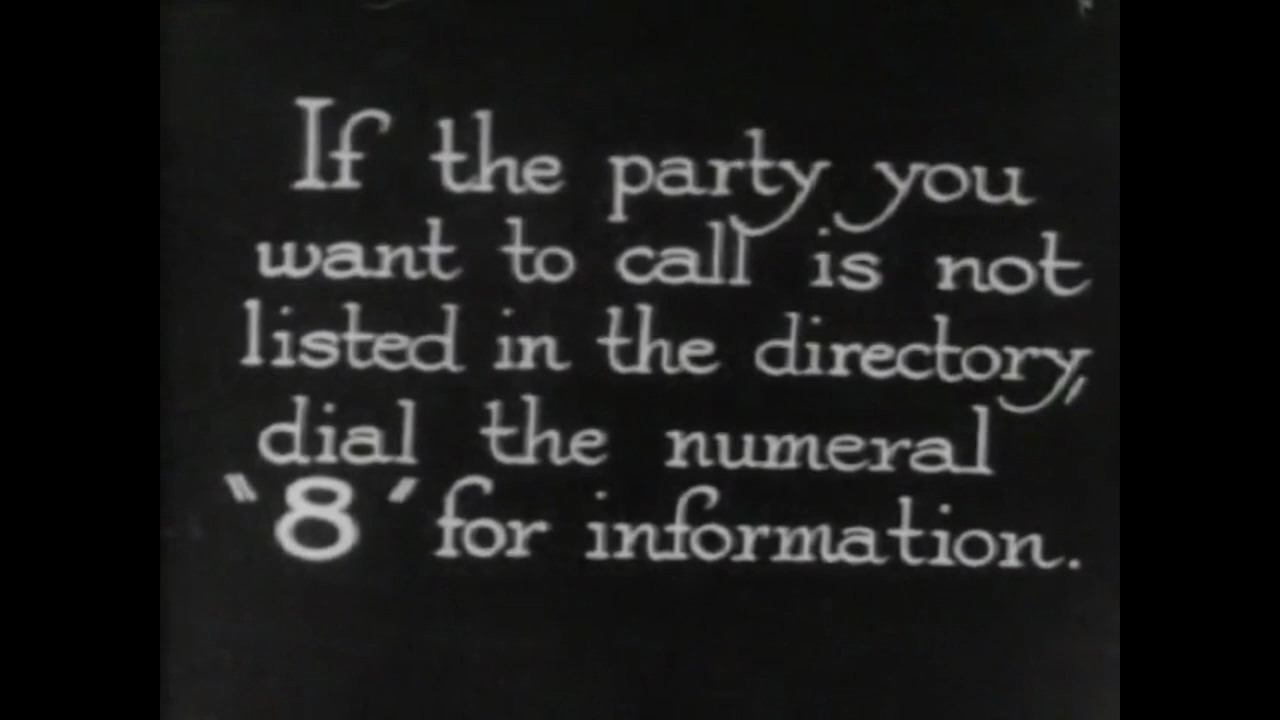 If the party you
want to call is not
listed in the directory,
dial the numeral
"8" for information.